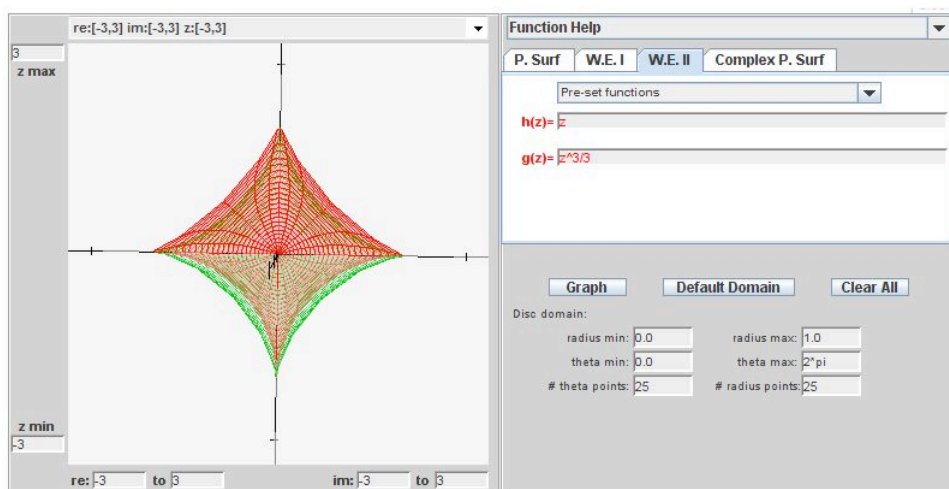 re:[-3,3] im:[-3,3] z:[-3,3]
3
z max
z min
-3
re: -3 to 3 im: -3 to 3
Function Help
P. Surf W.E. I W.E. II Complex P. Surf
Pre-set functions
h(z)= z
g(z)= z^3/3
Graph Default Domain Clear All
Disc domain:
radius min: 0.0 radius max: 1.0
theta min: 0.0 theta max: 2*pi
# theta points: 25 # radius points: 25